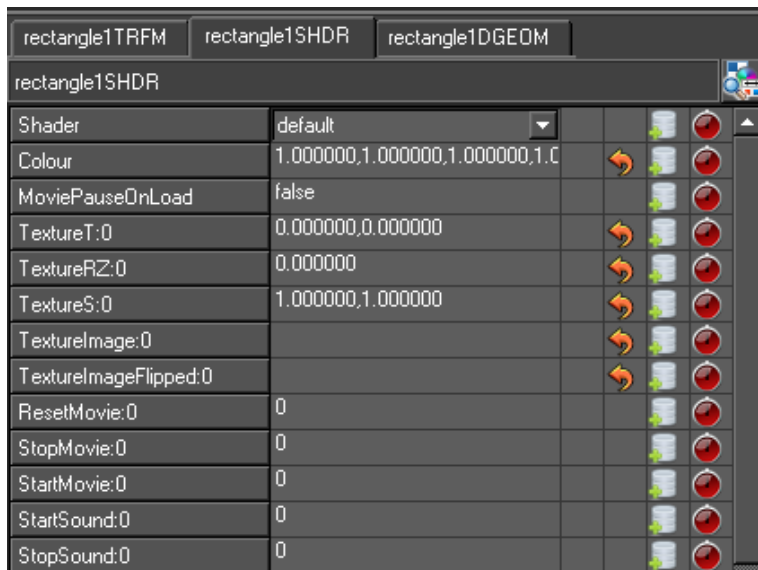 rectangle1TRFM rectangle1SHDR rectangle1DGEOM
rectangle1SHDR
Shader default
Colour 1.000000,1.000000,1.000000,1.0
MoviePauseOnLoad false
TextureT:0 0.000000,0.000000
TextureRZ:0 0.000000
TextureS:0 1.000000,1.000000
TextureImage:0
TextureImageFlipped:0
ResetMovie:0 0
StopMovie:0 0
StartMovie:0 0
StartSound:0 0
StopSound:0 0